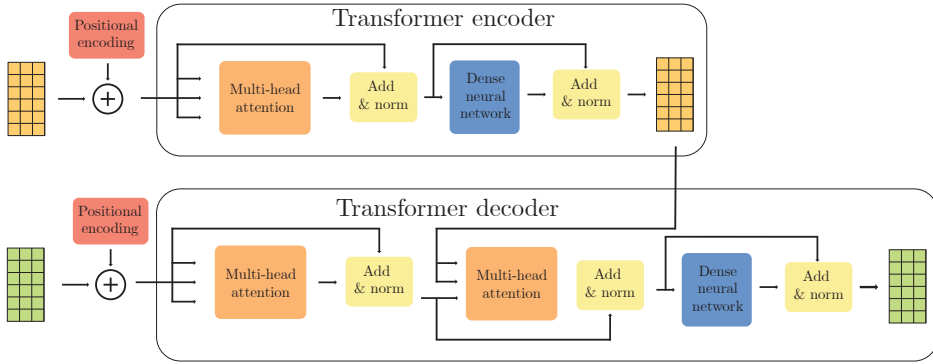 Transformer encoder
Positional
encoding
Multi-head
attention
Add
& norm
Dense
neural
network
Add
& norm
Transformer decoder
Positional
encoding
Multi-head
attention
Add
& norm
Multi-head
attention
Add
& norm
Dense
neural
network
Add
& norm